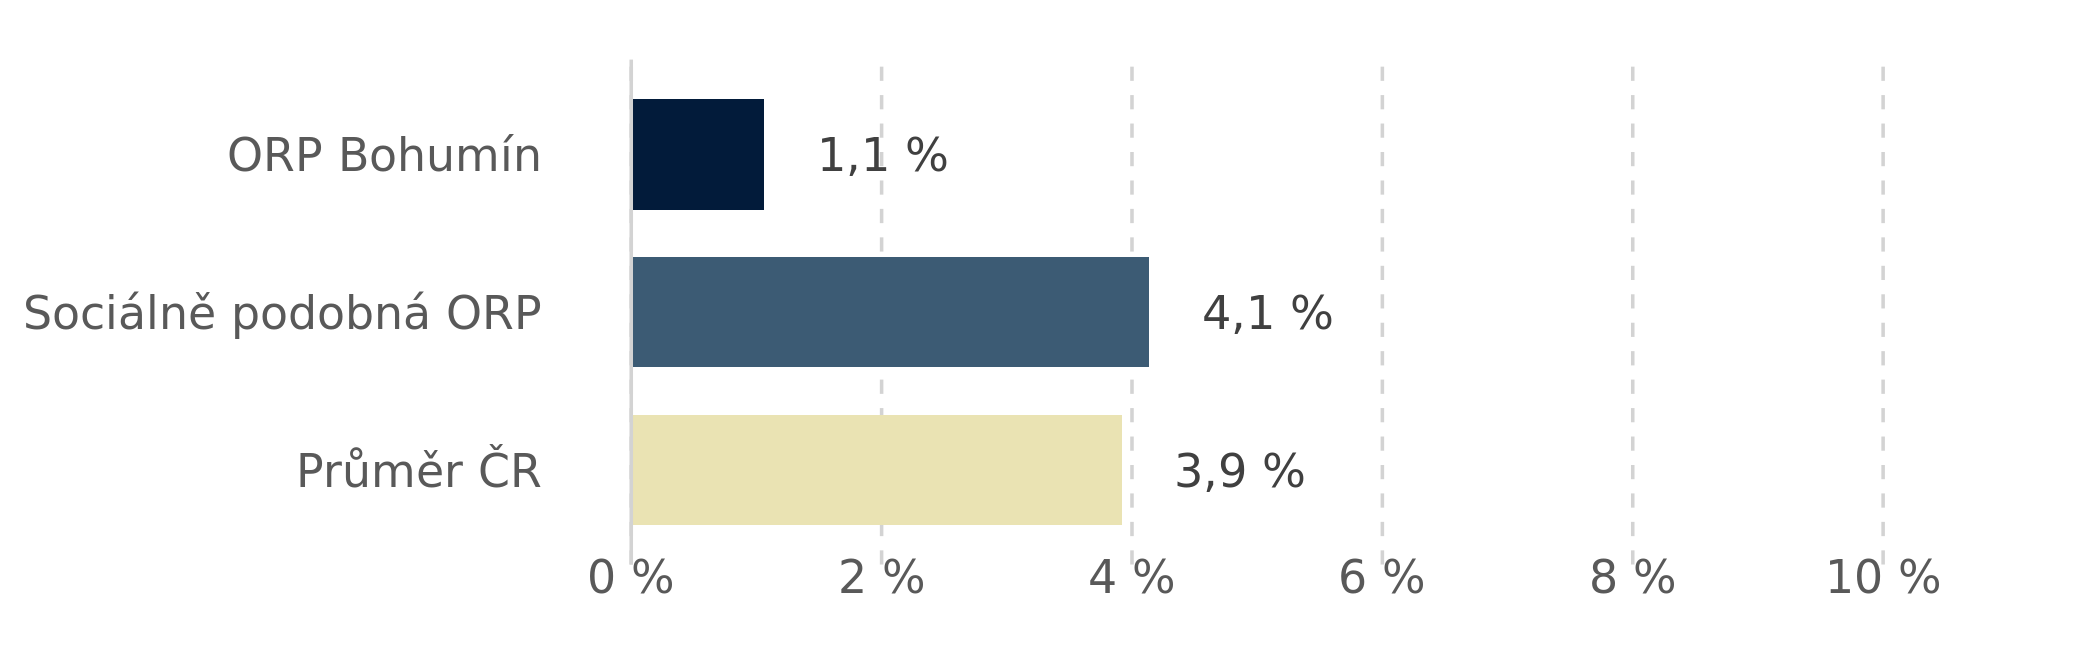 ORP Bohumín 1,1 %
Sociálně podobná ORP 4,1 %
Průměr ČR 3,9 %
0 % 2 % 4 % 6 % 8 % 10 %